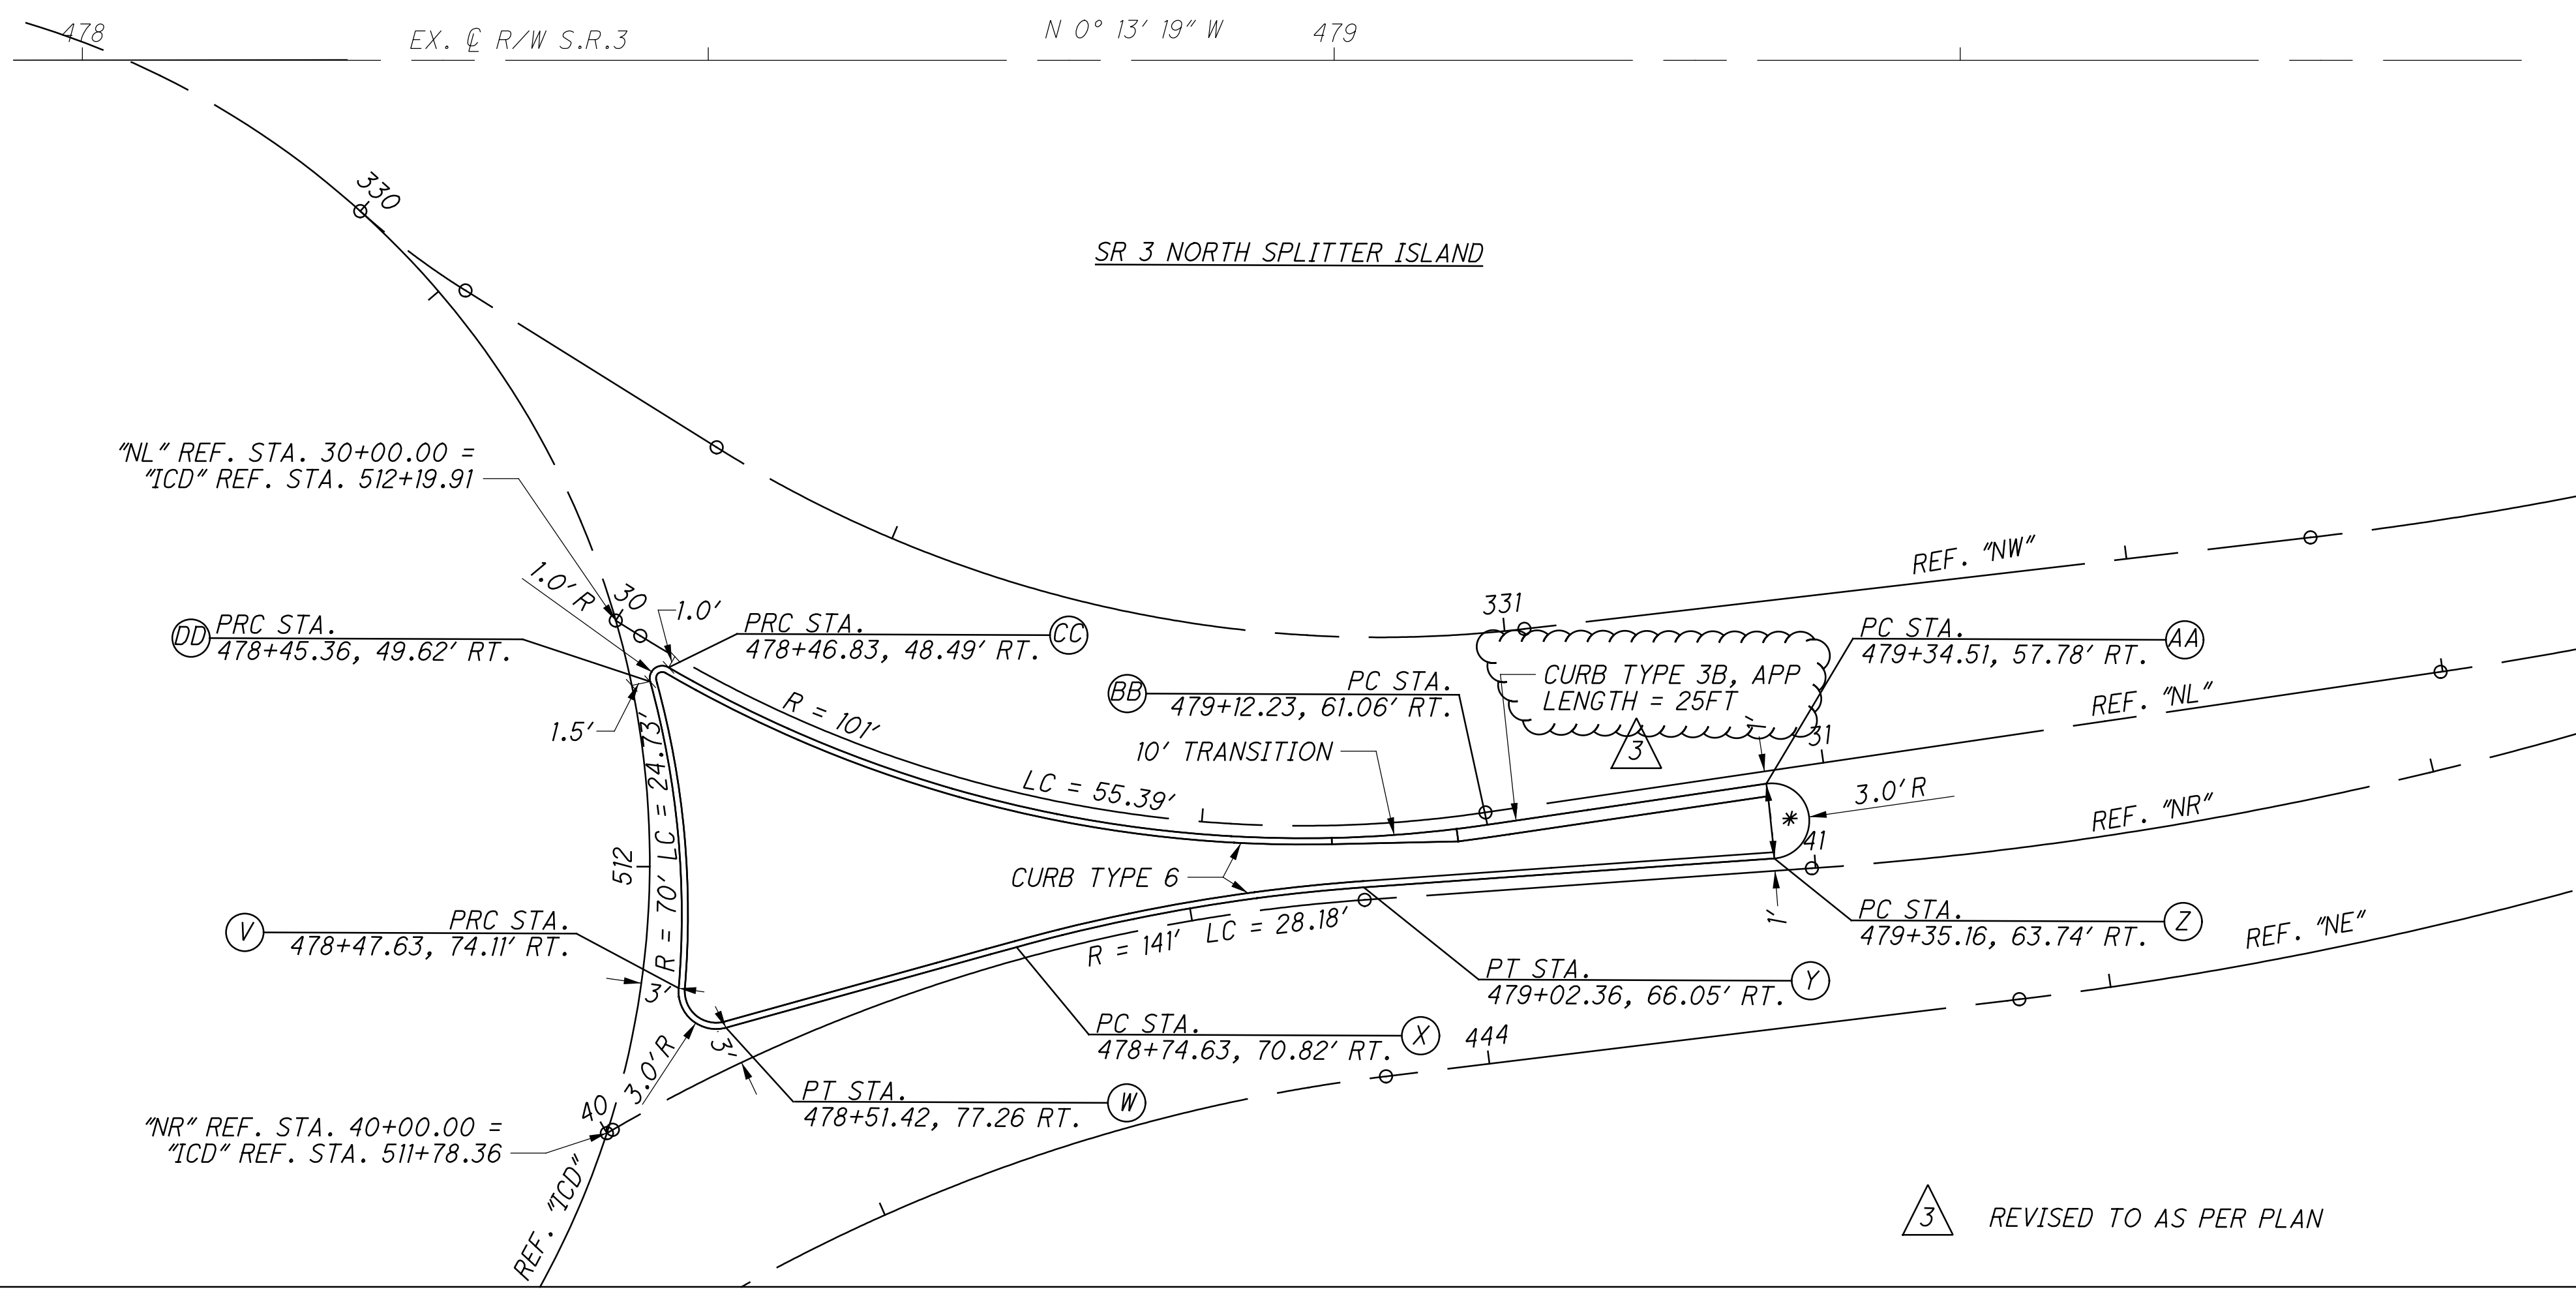 478
EX. ℄ R/W S.R.3
N 0° 13' 19" W
479
330
SR 3 NORTH SPLITTER ISLAND
"NL" REF. STA. 30+00.00 =
"ICD" REF. STA. 512+19.91
1.0' R
30
1.0'
DD
PRC STA.
478+45.36, 49.62' RT.
PRC STA.
478+46.83, 48.49' RT.
CC
1.5'
R = 101'
LC = 55.39'
BB
PC STA.
479+12.23, 61.06' RT.
10' TRANSITION
331
CURB TYPE 3B, APP
LENGTH = 25FT
3
1'
REF. "NW"
PC STA.
479+34.51, 57.78' RT.
AA
REF. "NL"
31
3.0' R
*
41
REF. "NR"
1'
PC STA.
479+35.16, 63.74' RT.
Z
REF. "NE"
R = 70' LC = 24.73'
512
CURB TYPE 6
V
PRC STA.
478+47.63, 74.11' RT.
3'
R = 141'
LC = 28.18'
PT STA.
479+02.36, 66.05' RT.
Y
PC STA.
478+74.63, 70.82' RT.
X
444
3'
3.0' R
PT STA.
478+51.42, 77.26 RT.
W
40
"NR" REF. STA. 40+00.00 =
"ICD" REF. STA. 511+78.36
REF. "ICD"
3
REVISED TO AS PER PLAN